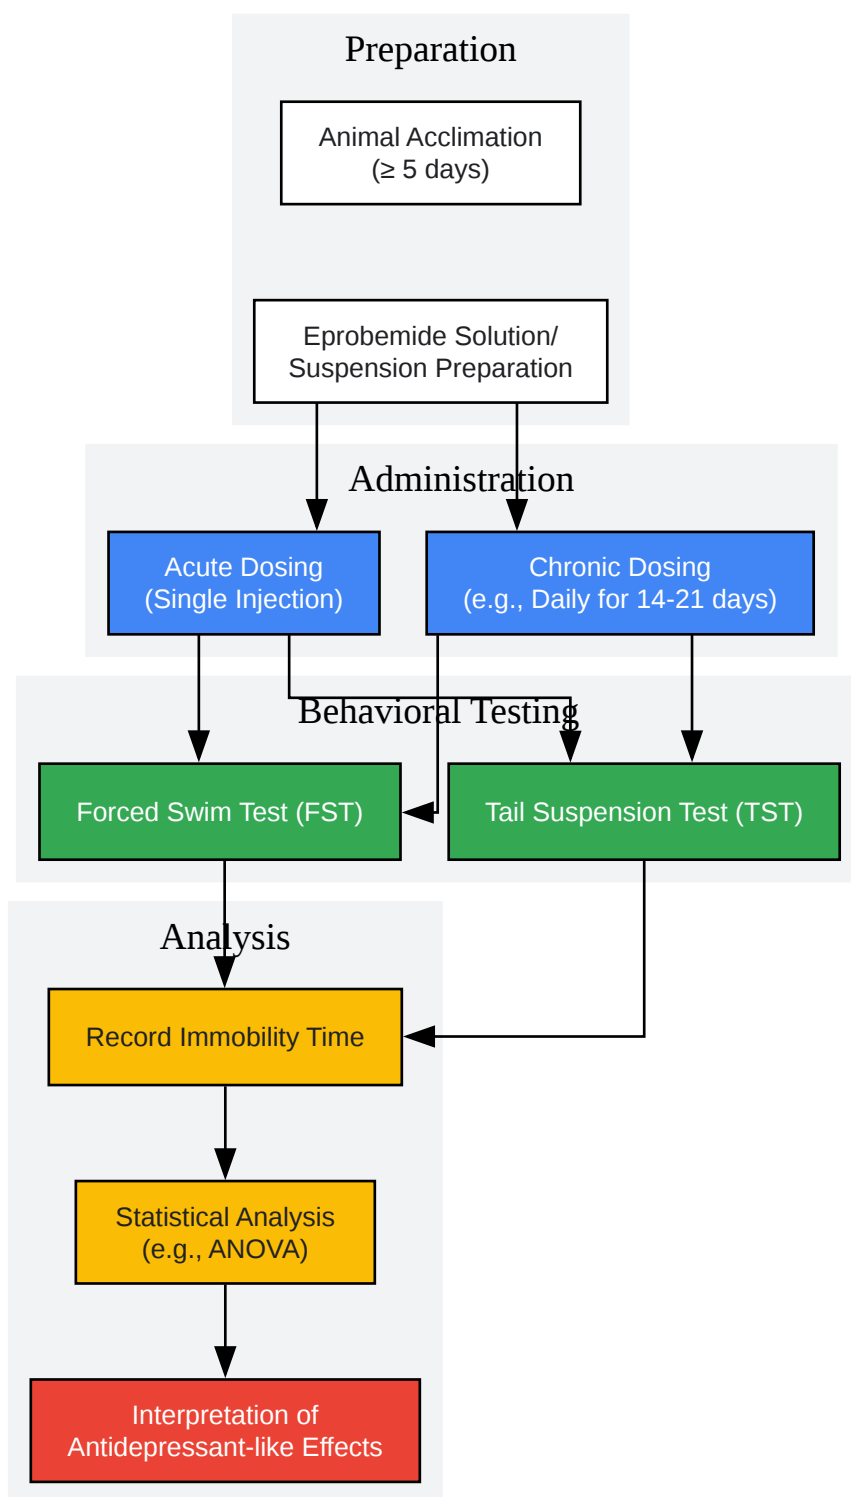 Preparation
Animal Acclimation
(≥ 5 days)
Eprobemide Solution/
Suspension Preparation
Administration
Acute Dosing
(Single Injection)
Chronic Dosing
(e.g., Daily for 14-21 days)
Behavioral Testing
Forced Swim Test (FST)
Tail Suspension Test (TST)
Analysis
Record Immobility Time
Statistical Analysis
(e.g., ANOVA)
Interpretation of
Antidepressant-like Effects